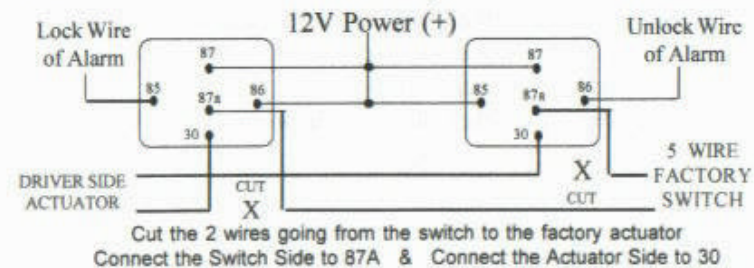 12V Power (+)
Lock Wire
of Alarm
Unlock Wire
of Alarm
87
87
85
87a
86
85
87a
86
30
30
DRIVER SIDE
ACTUATOR
CUT
X
X
CUT
5 WIRE
FACTORY
SWITCH
Cut the 2 wires going from the switch to the factory actuator
Connect the Switch Side to 87A & Connect the Actuator Side to 30